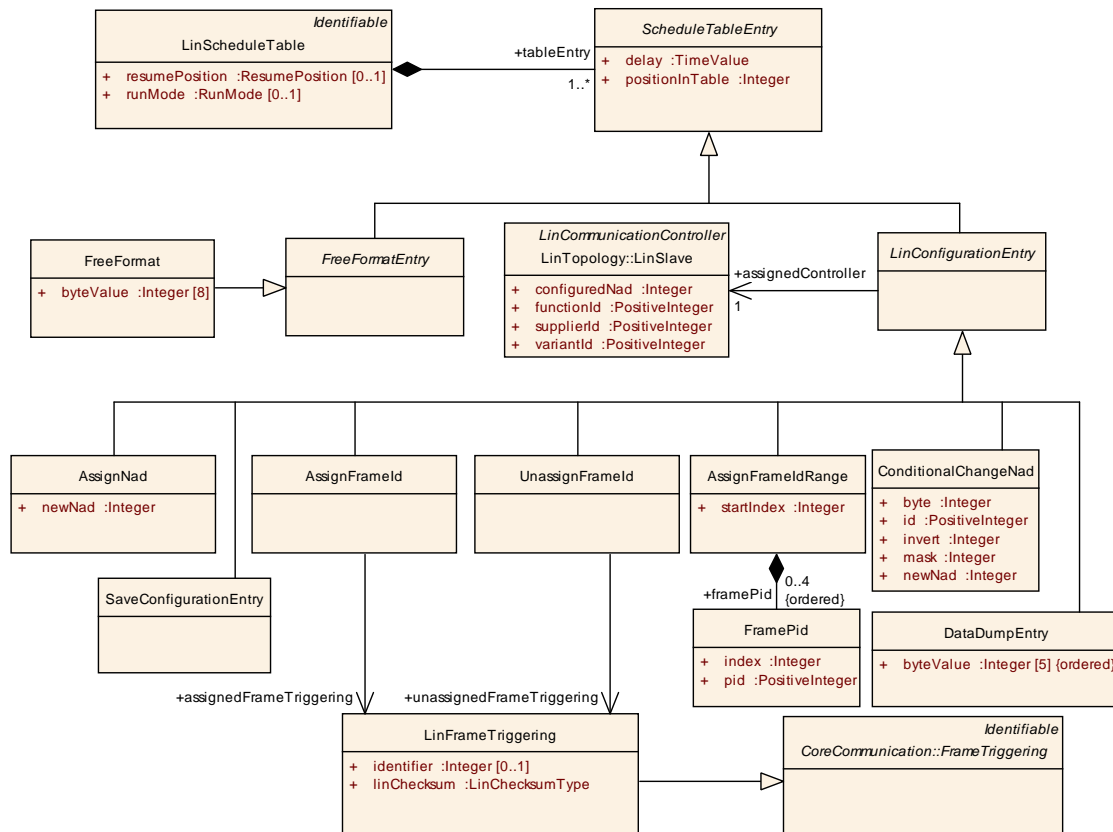 Identifiable
LinScheduleTable
+ resumePosition :ResumePosition [0..1]
+ runMode :RunMode [0..1]
+tableEntry
1..*
ScheduleTableEntry
+ delay :TimeValue
+ positionInTable :Integer
FreeFormat
+ byteValue :Integer [8]
FreeFormatEntry
LinCommunicationController
LinTopology::LinSlave
+ configuredNad :Integer
+ functionId :PositiveInteger
+ supplierId :PositiveInteger
+ variantId :PositiveInteger
+assignedController
1
LinConfigurationEntry
AssignNad
+ newNad :Integer
AssignFrameId
UnassignFrameId
AssignFrameIdRange
+ startIndex :Integer
ConditionalChangeNad
+ byte :Integer
+ id :PositiveInteger
+ invert :Integer
+ mask :Integer
+ newNad :Integer
SaveConfigurationEntry
+framePid
0..4
{ordered}
FramePid
+ index :Integer
+ pid :PositiveInteger
DataDumpEntry
+ byteValue :Integer [5] {ordered}
+assignedFrameTriggering
+unassignedFrameTriggering
LinFrameTriggering
+ identifier :Integer [0..1]
+ linChecksum :LinChecksumType
Identifiable
CoreCommunication::FrameTriggering